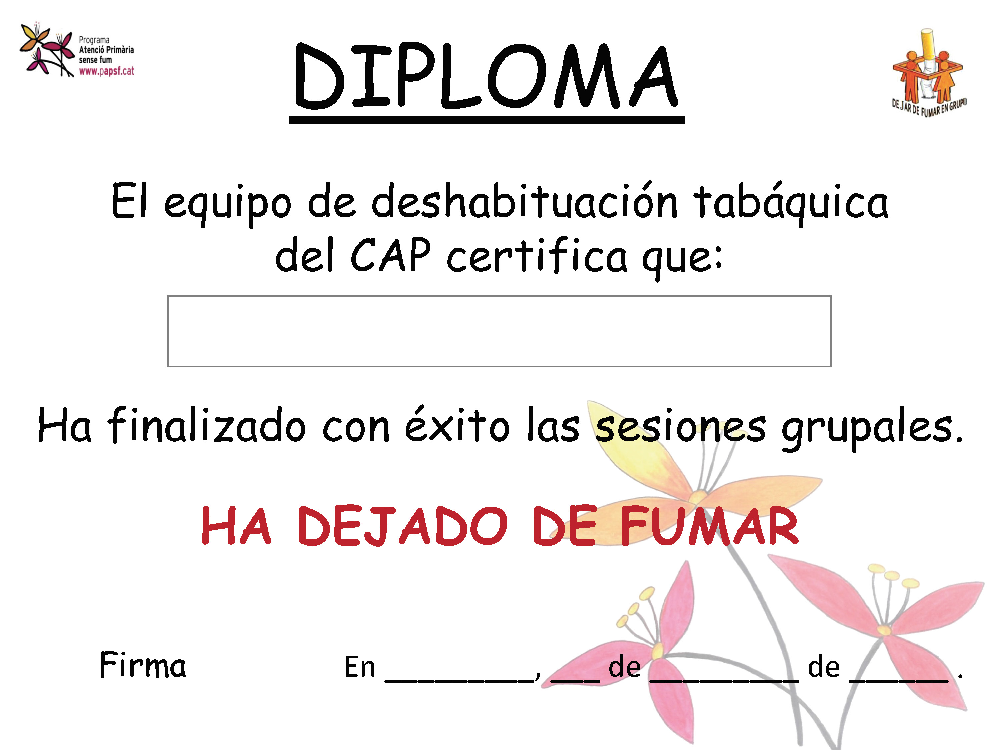 Programa
Atenció Primària
sense fum
www.papsf.cat
DIPLOMA
DEJAR DE FUMAR EN GRUPO
El equipo de deshabituación tabáquica
del CAP certifica que:
Ha finalizado con éxito las sesiones grupales.
HA DEJADO DE FUMAR
Firma
En _________, ___ de _________ de ______ .